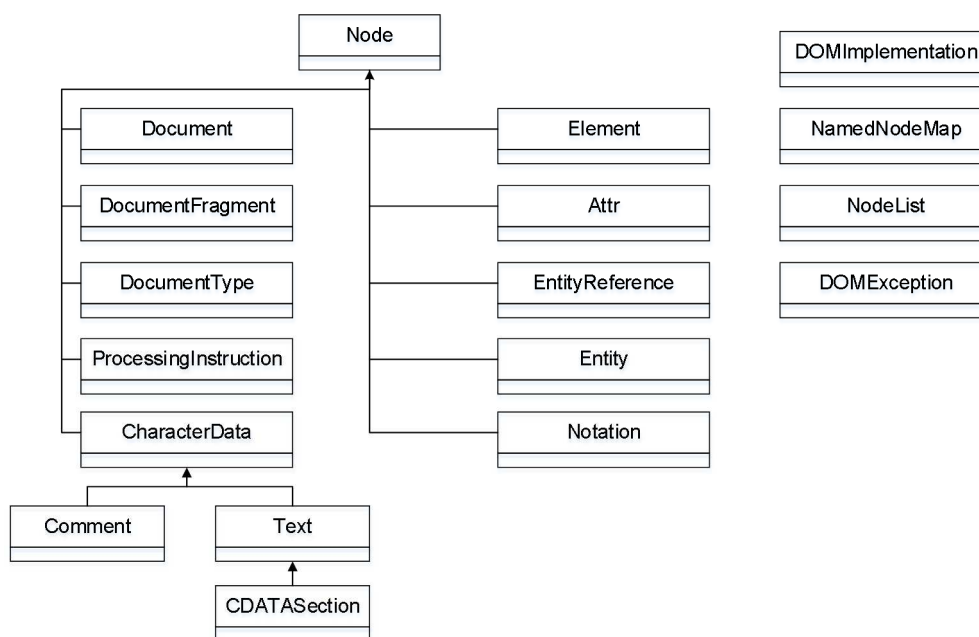 Node
DOMImplementation
Document
Element
NamedNodeMap
DocumentFragment
Attr
NodeList
DocumentType
EntityReference
DOMException
ProcessingInstruction
Entity
CharacterData
Notation
Comment
Text
CDATASection